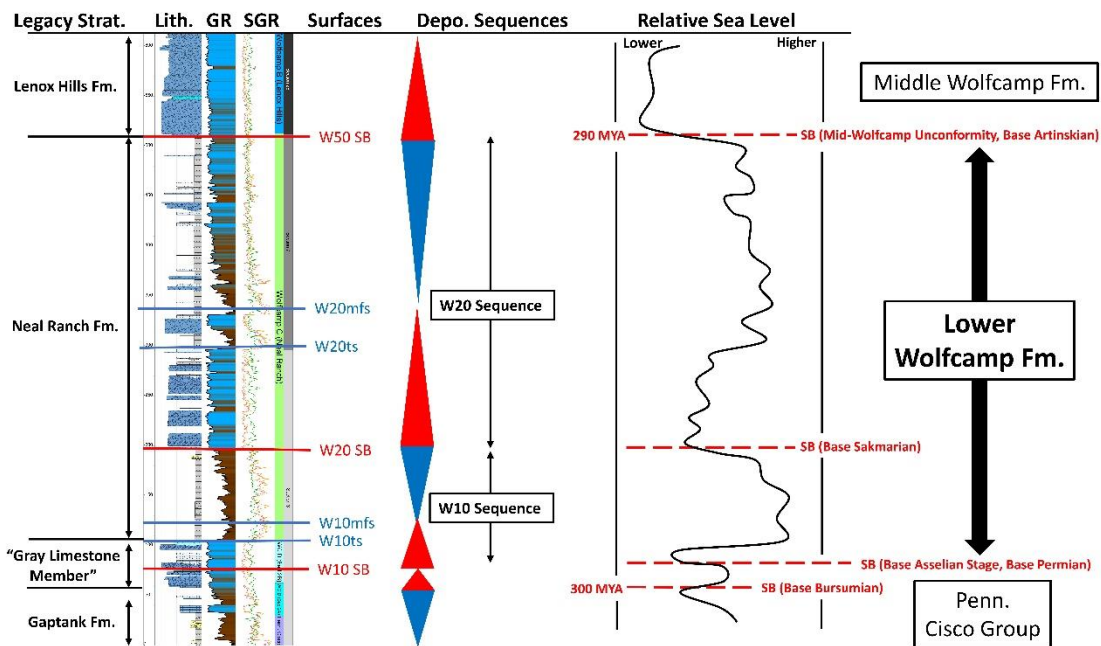 Legacy Strat. Lith. GR SGR Surfaces Depo. Sequences Relative Sea Level
Lower Higher
Lenox Hills Fm.
Middle Wolfcamp Fm.
W50 SB
290 MYA
SB (Mid-Wolfcamp Unconformity, Base Artinskian)
Neal Ranch Fm.
Wolfcamp C (Neal Ranch)
W20mfs
W20 Sequence
W20ts
Lower
Wolfcamp Fm.
W20 SB
SB (Base Sakmarian)
W10 Sequence
W10mfs
W10ts
"Gray Limestone
Member"
W10 SB
SB (Base Asselian Stage, Base Permian)
300 MYA
SB (Base Bursumian)
Gaptank Fm.
Penn.
Cisco Group